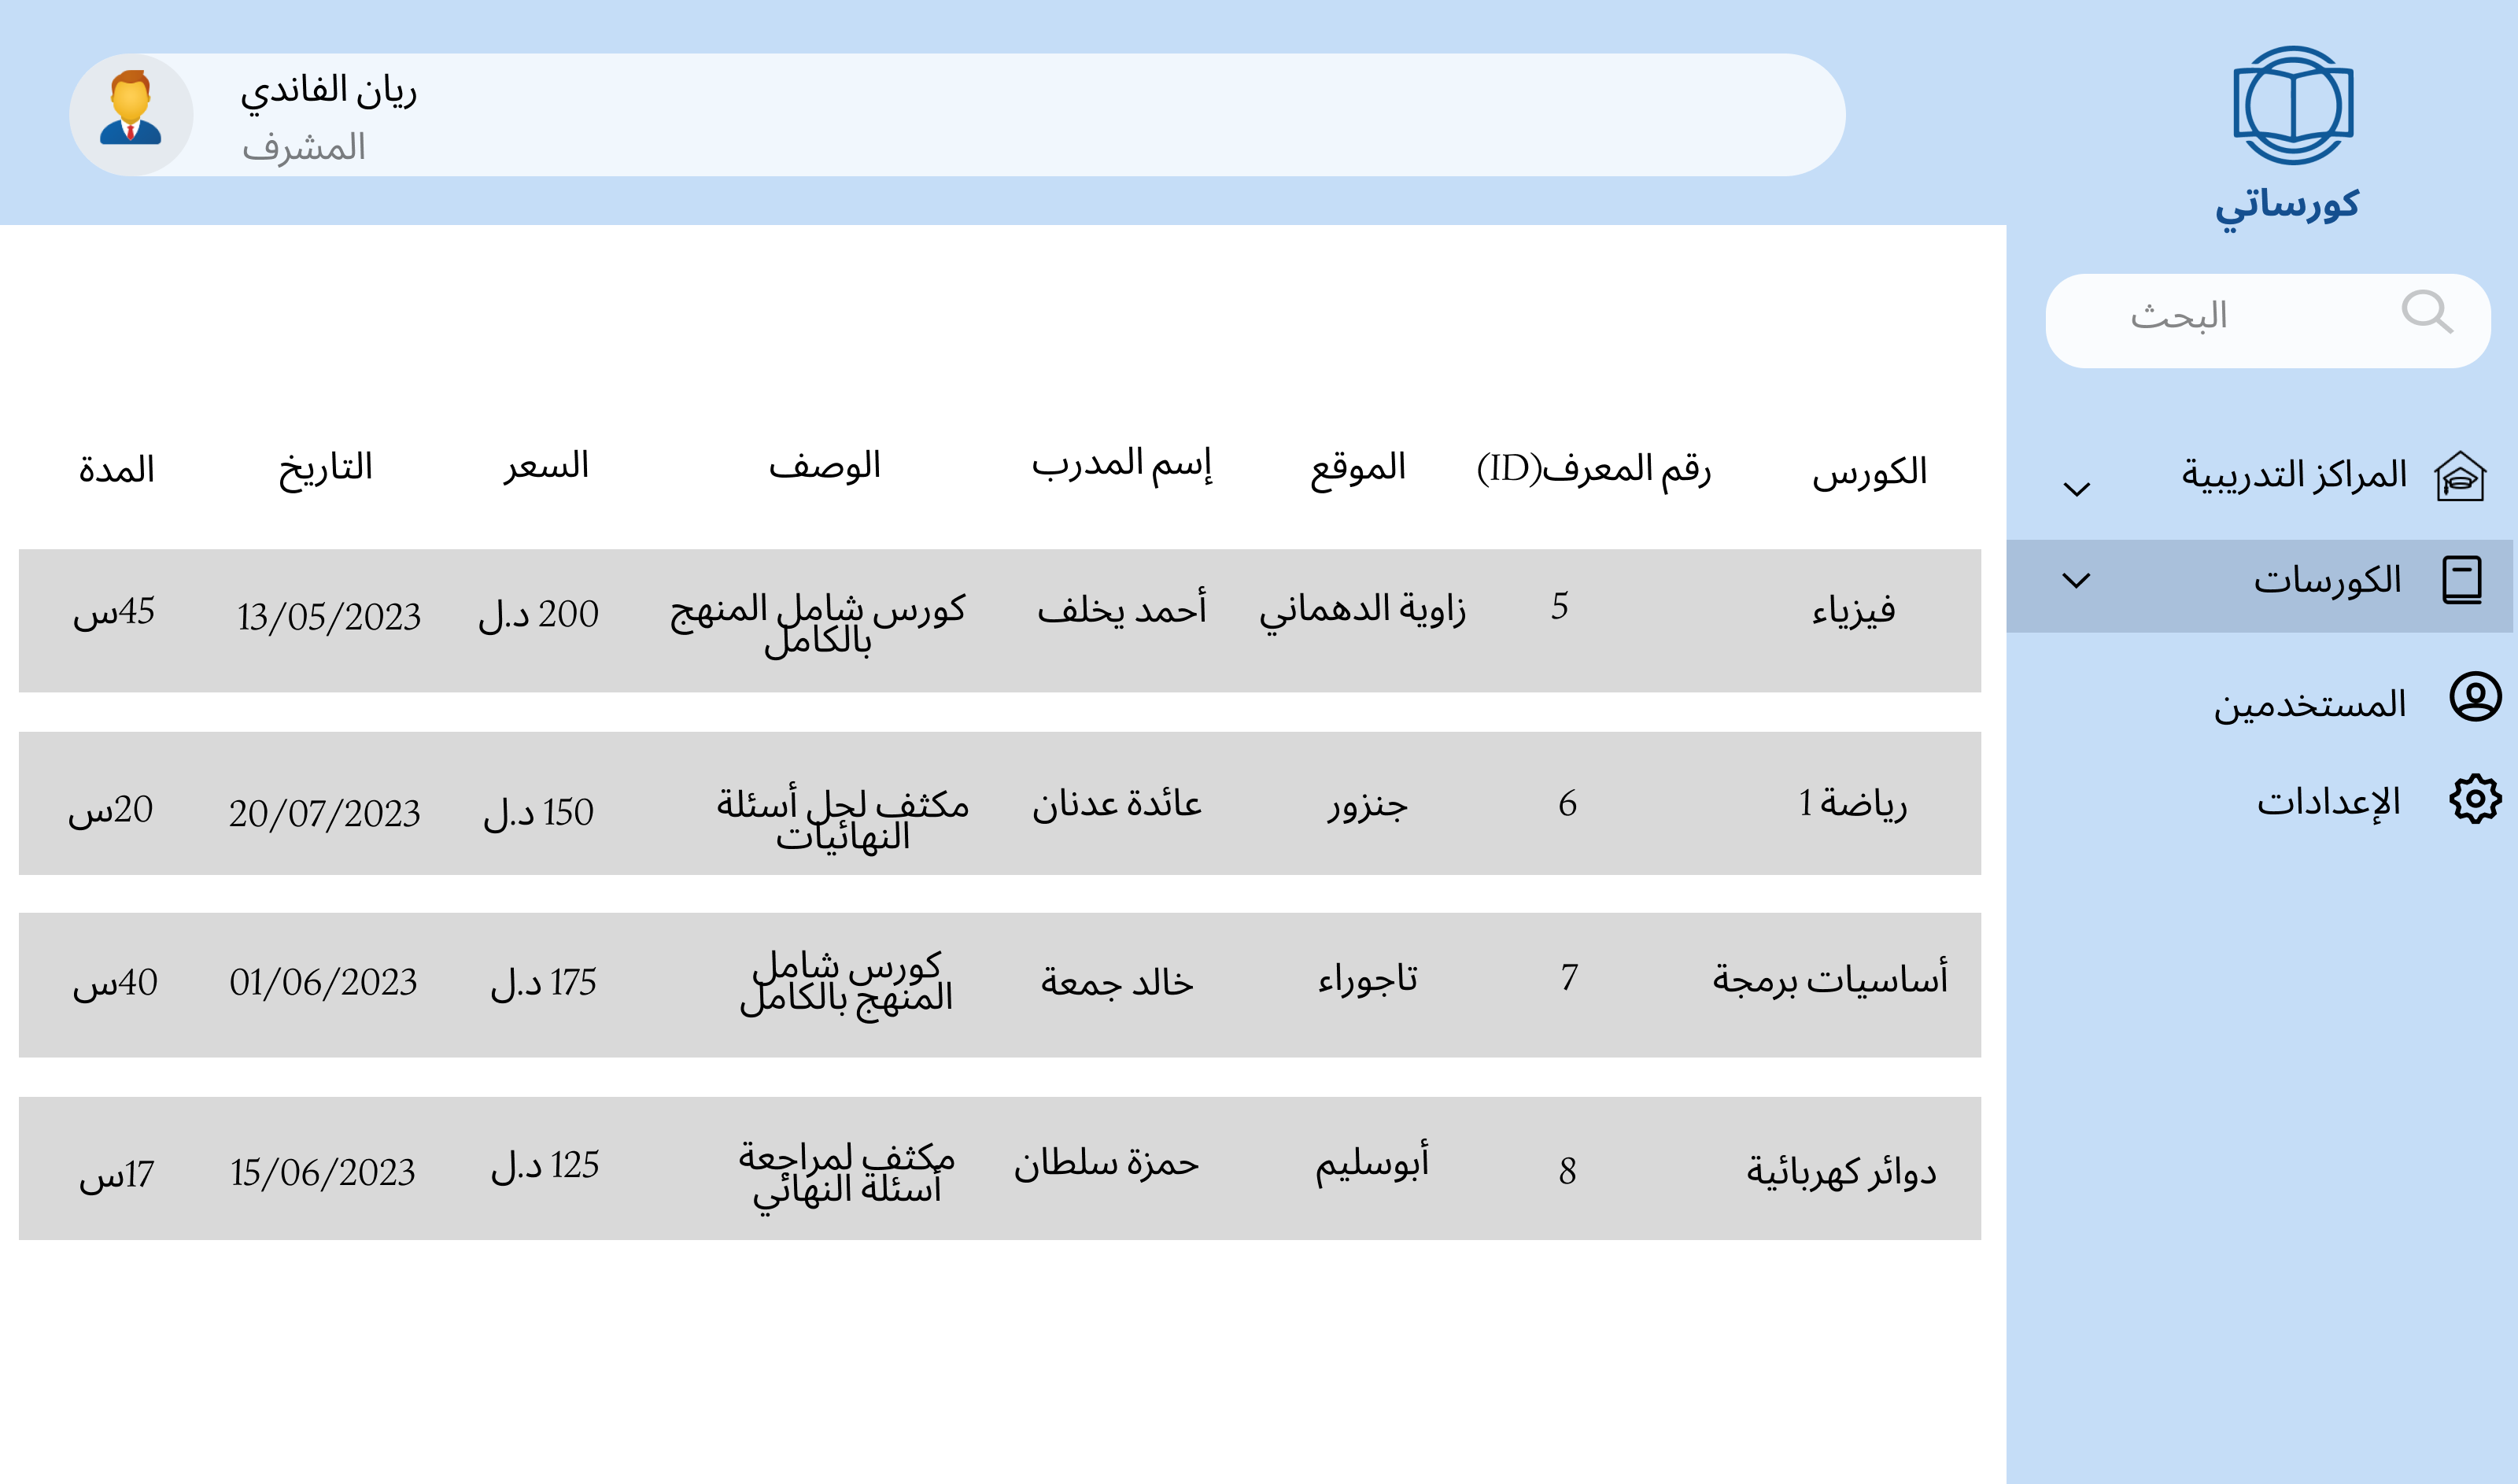 كورساتي
ريان الفاندي
المشرف
البحث
المراكز التدريبية
الكورسات
المستخدمين
الإعدادات
الكورس رقم المعرف(ID) الموقع إسم المدرب الوصف السعر التاريخ المدة
فيزياء 5 زاوية الدهماني أحمد يخلف كورس شامل المنهج 200 د.ل 13/05/2023 45س
بالكامل
رياضة 1 6 جنزور عائدة عدنان مكثف لحل أسئلة 150 د.ل 20/07/2023 20س
النهائيات
أساسيات برمجة 7 تاجوراء خالد جمعة كورس شامل 175 د.ل 01/06/2023 40س
المنهج بالكامل
دوائر كهربائية 8 أبوسليم حمزة سلطان مكثف لمراجعة 125 د.ل 15/06/2023 17س
أسئلة النهائي